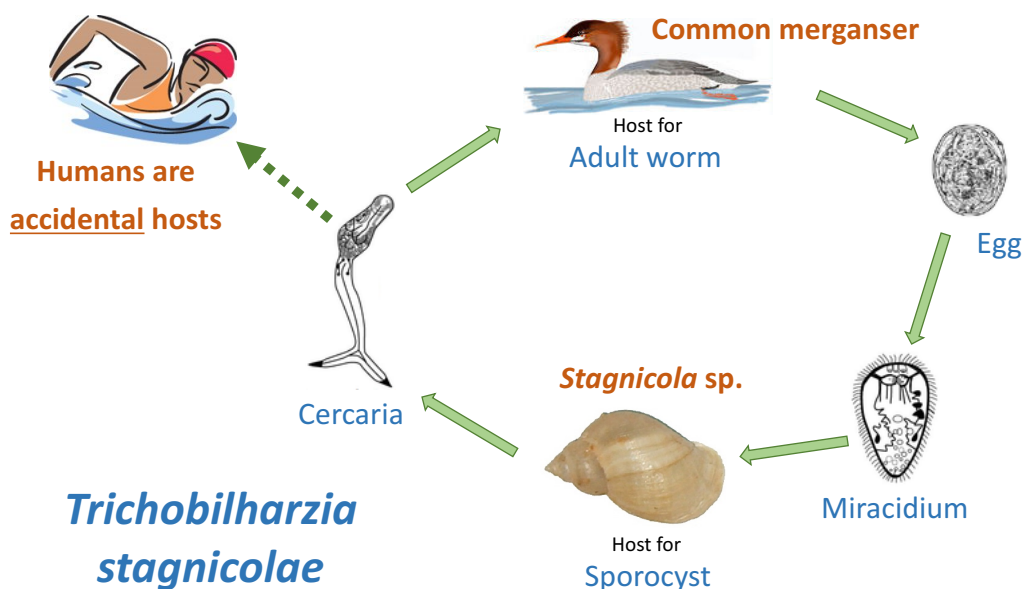 Common merganser
Host for
Adult worm
Humans are
accidental hosts
Egg
Stagnicola sp.
Cercaria
Miracidium
Host for
Sporocyst
Trichobilharzia
stagnicolae